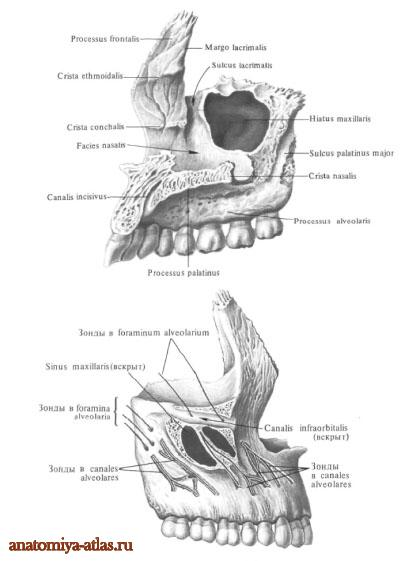 Processus frontalis
Margo lacrimalis
Sulcus lacrimalis
Crista ethmoidalis
Hiatus maxillaris
Crista conchalis
Facies nasalis
Sulcus palatinus major
Crista nasalis
Canalis incisivus
Processus alveolaris
Processus palatinus
Зонды в foraminum alveolarium
Sinus maxillaris(вскрыт)
Зонды в foramina
alveolaria
Canalis infraorbitalis
(вскрыт)
Зонды в canales
alveolares
Зонды
в canales
alveolares
anatomiya-atlas.ru